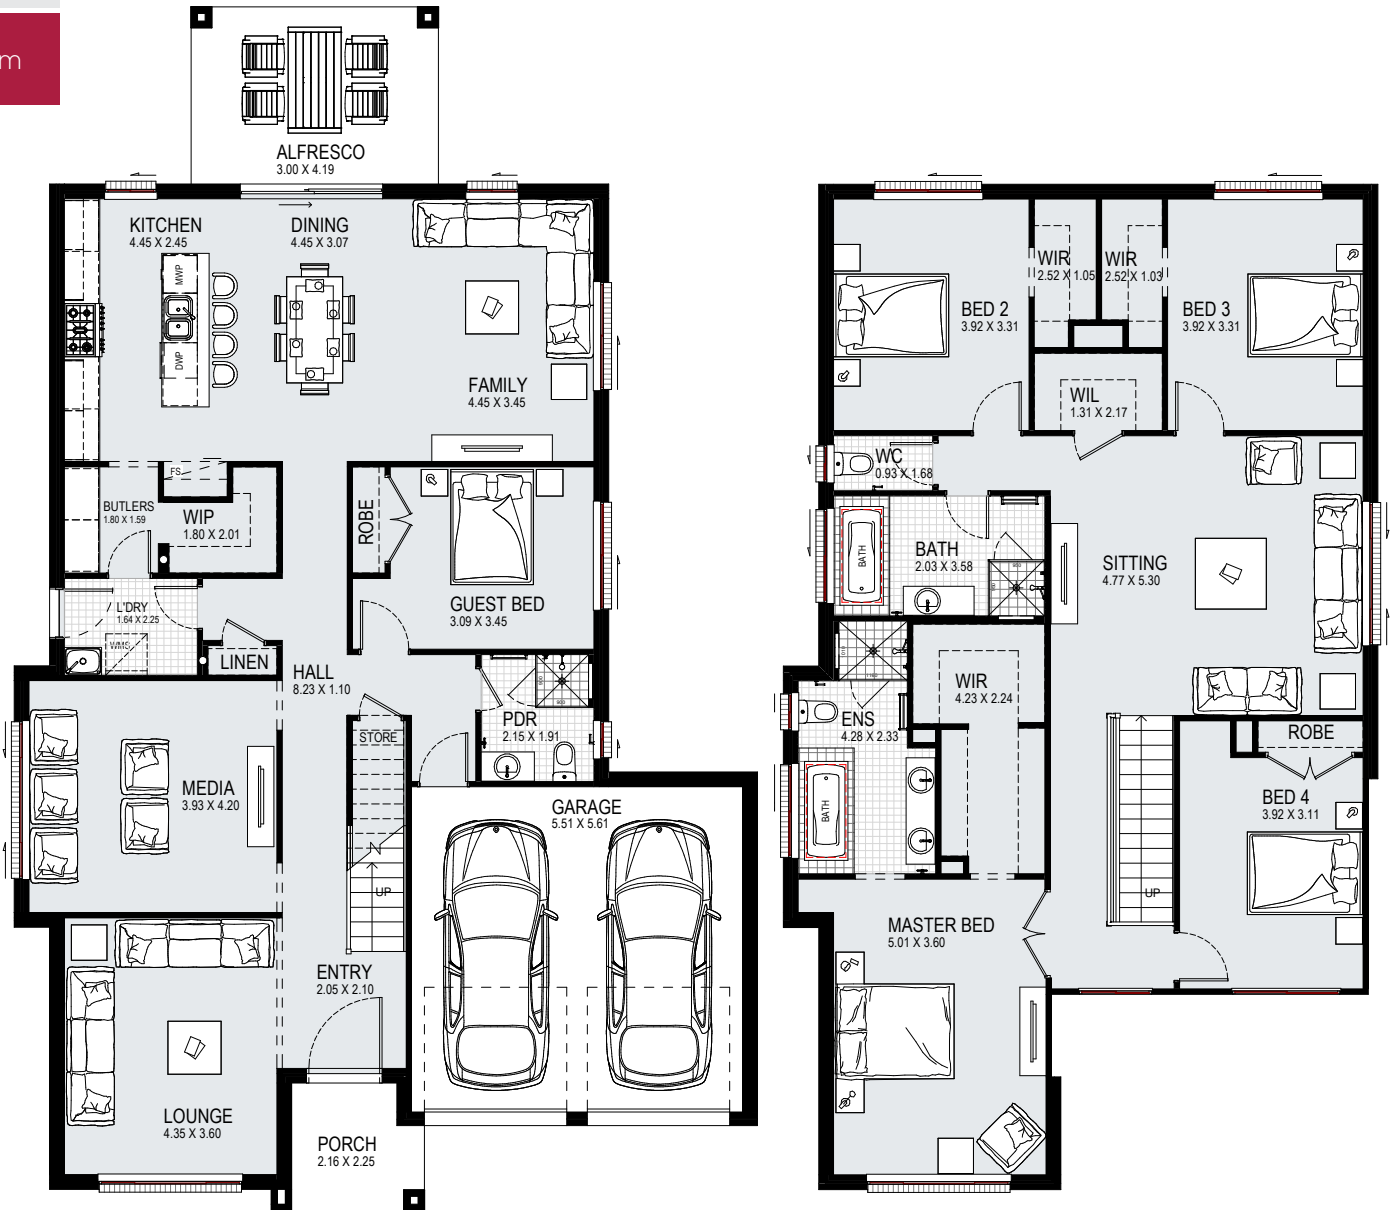 m
ALFRESCO
3.00 X 4.19
KITCHEN
4.45 X 2.45
DINING
4.45 X 3.07
MWP
DWP
FAMILY
4.45 X 3.45
FS
BUTLERS
1.80 X 1.59
WIP
1.80 X 2.01
ROBE
GUEST BED
3.09 X 3.45
L'DRY
1.64 X 2.25
LINEN
HALL
8.23 X 1.10
PDR
2.15 X 1.91
STORE
MEDIA
3.93 X 4.20
GARAGE
5.51 X 5.61
UP
ENTRY
2.05 X 2.10
LOUNGE
4.35 X 3.60
PORCH
2.16 X 2.25
BED 2
3.92 X 3.31
WIR
2.52 X 1.05
WIR
2.52 X 1.03
BED 3
3.92 X 3.31
WIL
1.31 X 2.17
WC
0.93 X 1.68
BATH
BATH
2.03 X 3.58
SITTING
4.77 X 5.30
WIR
4.23 X 2.24
ENS
4.28 X 2.33
BATH
ROBE
BED 4
3.92 X 3.11
UP
MASTER BED
5.01 X 3.60